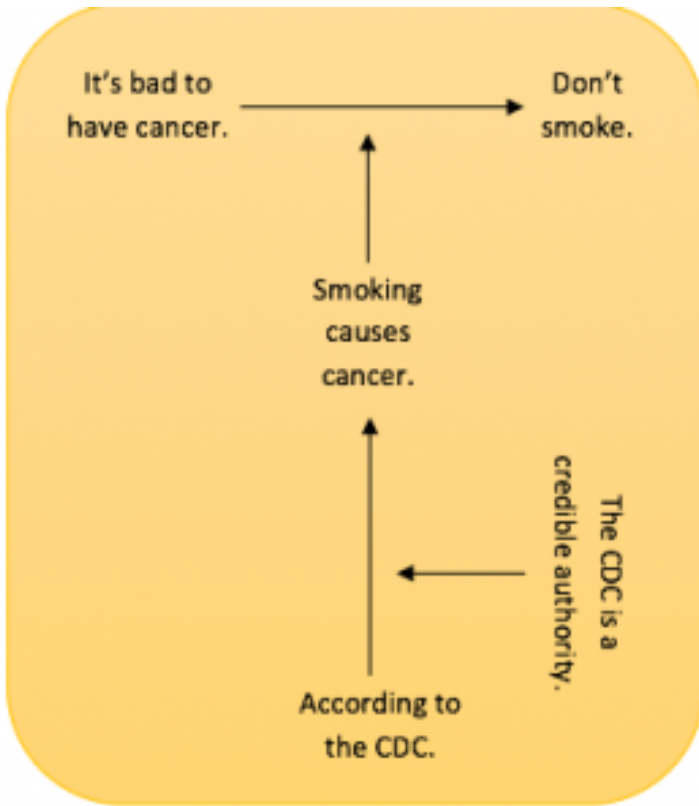 It's bad to
have cancer.
Don't
smoke.
Smoking
causes
cancer.
The CDC is a
credible authority.
According to
the CDC.